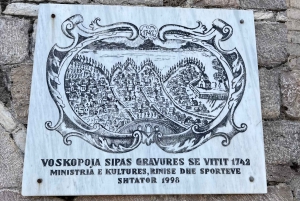 VOSKOPOJA SIPAS GRAVURES SE VITIT 1742
MINISTRIA E KULTURES, RINISE DHE SPORTEVE
SHTATOR 1998